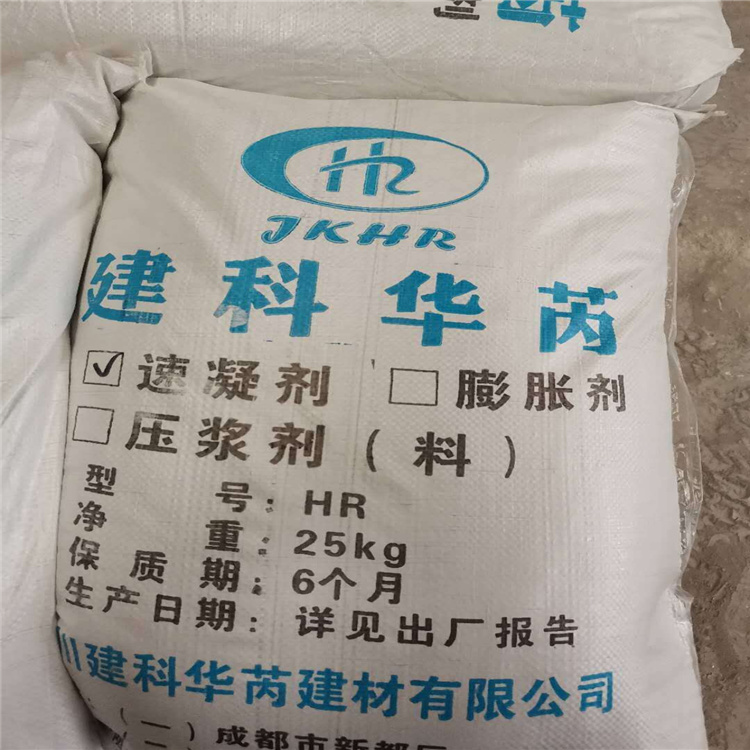 HR
JKHR
建科华芮
☑速凝剂 □膨胀剂
□压浆剂(料)
型号:HR
净重:25kg
保质期:6个月
生产日期:详见出厂报告
川建科华芮建材有限公司
(一)成都市新都